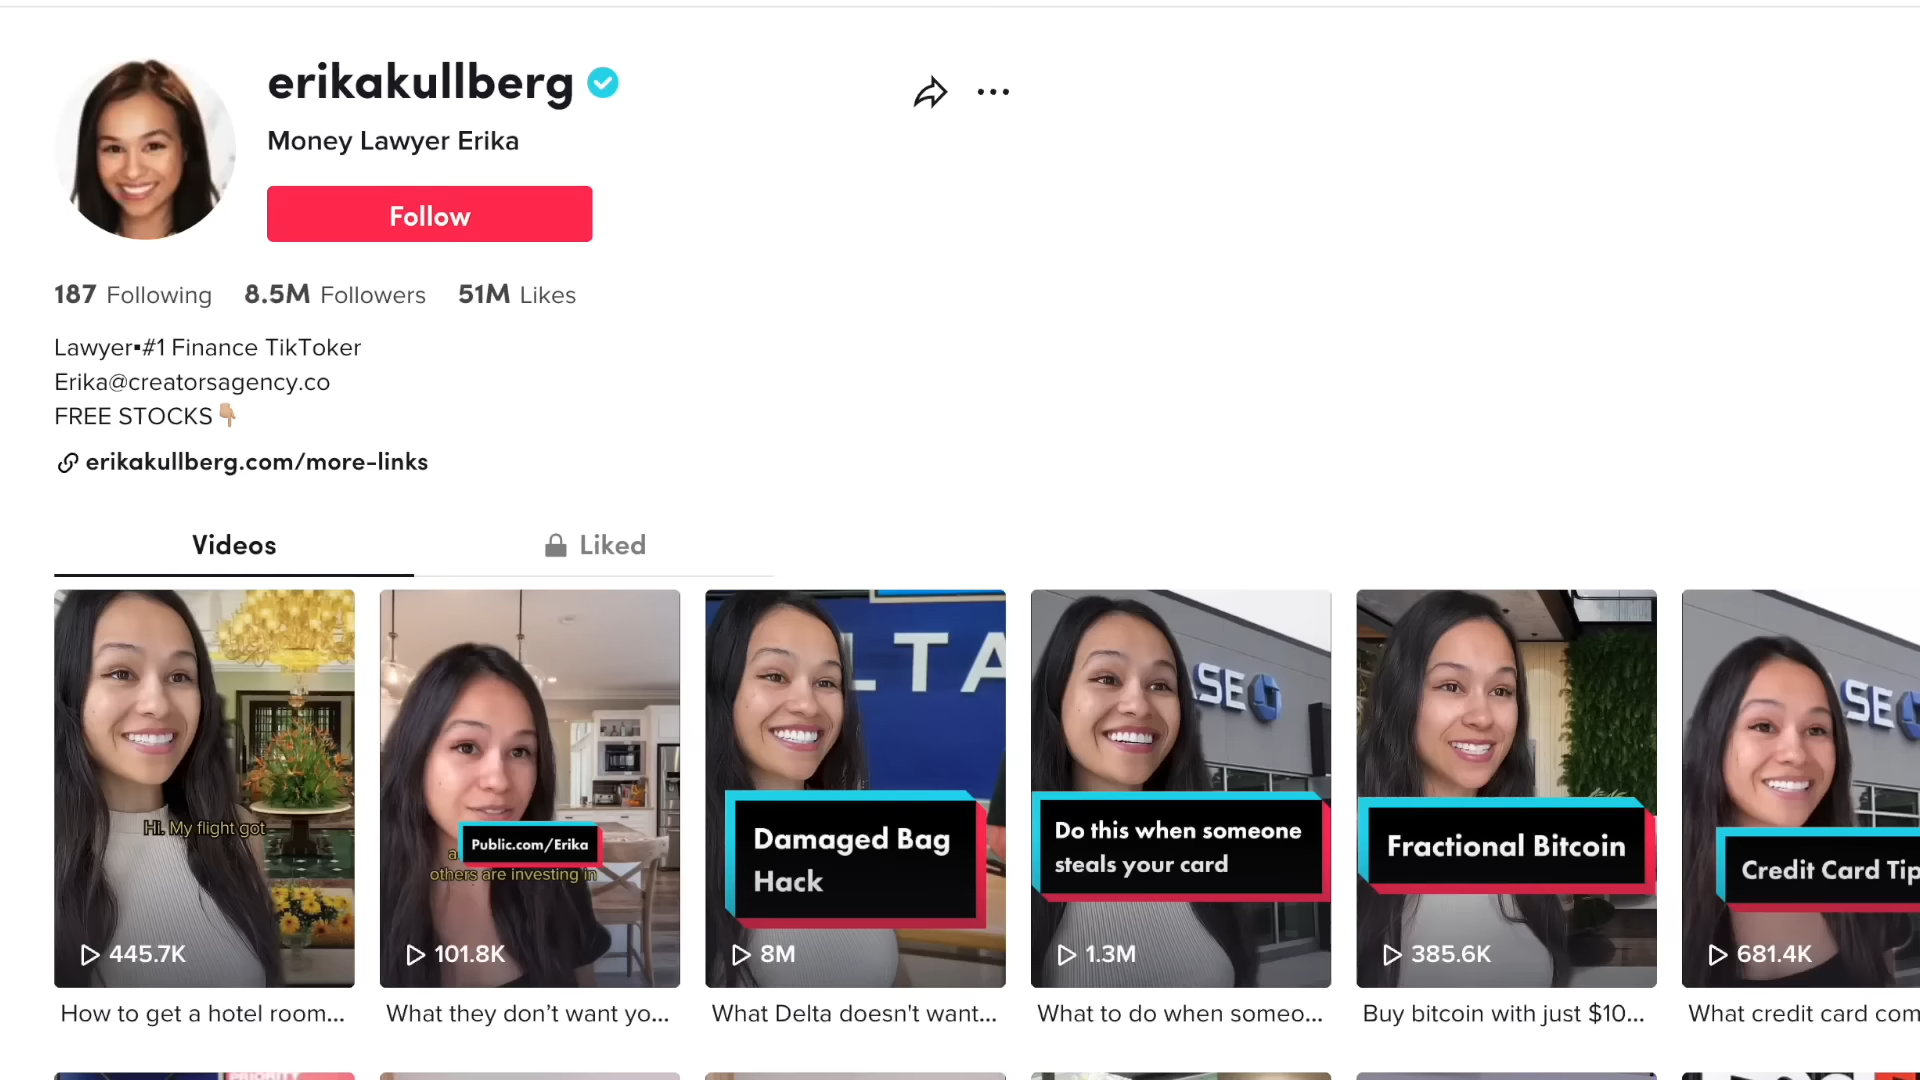 erikakullberg
Money Lawyer Erika
Follow
187 Following 8.5M Followers 51M Likes
Lawyer▪#1 Finance TikToker
Erika@creatorsagency.co
FREE STOCKS👇🏼
erikakullberg.com/more-links
Videos
Liked
Hi. My flight got
445.7K
How to get a hotel room...
Public.com/Erika
others are investing in
101.8K
What they don’t want yo...
LTA
Damaged Bag
Hack
8M
What Delta doesn't want...
SE
Do this when someone
steals your card
1.3M
What to do when someo...
Fractional Bitcoin
385.6K
Buy bitcoin with just $10...
SE
Credit Card Tip
681.4K
What credit card com
PRIORITY